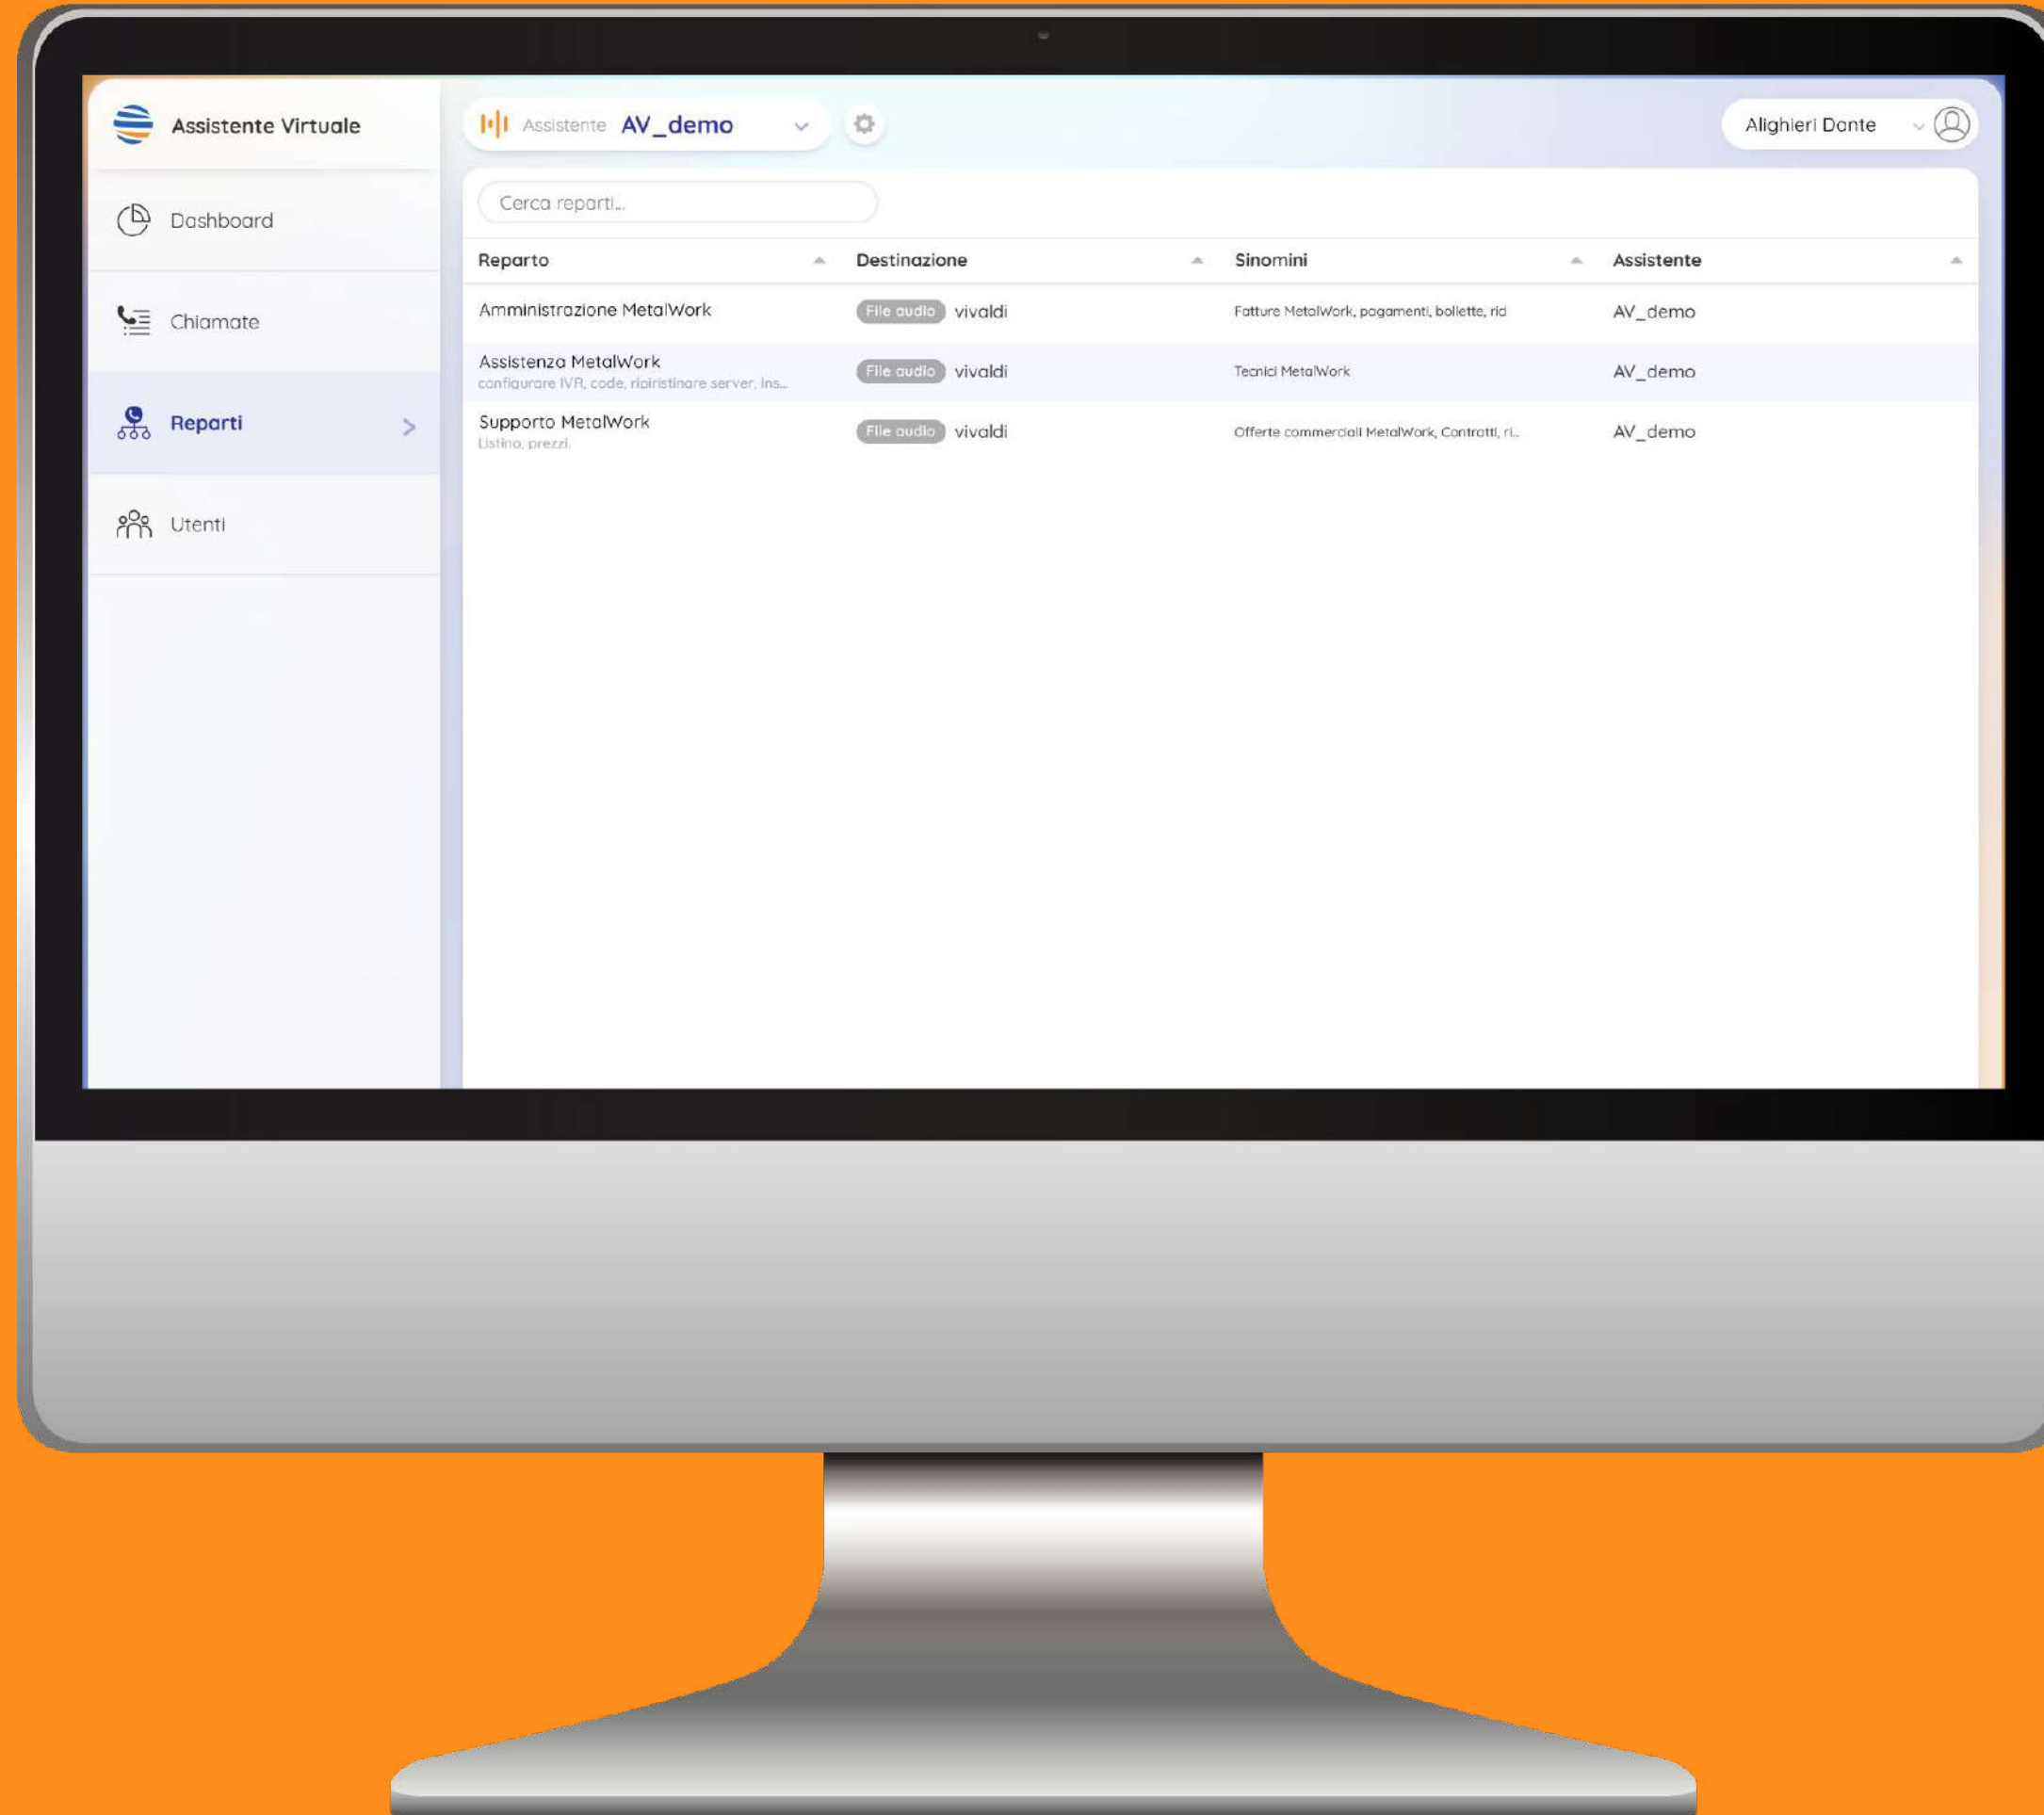 Assistente Virtuale
Assistente AV_demo
Alighieri Dante
Dashboard
Chiamate
Reparti
Utenti
Cerca reparti...
Reparto Destinazione Sinomini Assistente
Amministrazione MetalWork File audio vivaldi Fatture MetalWork, pagamenti, bollette, rid AV_demo
Assistenza MetalWork File audio vivaldi Tecnici MetalWork AV_demo
configurare IVR, code, ripiristinare server, ins...
Supporto MetalWork File audio vivaldi Offerte commerciali MetalWork, Contratti, ri... AV_demo
Listino, prezzi.